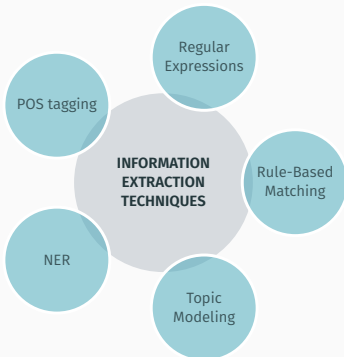 Regular
Expressions
POS tagging
INFORMATION
EXTRACTION
TECHNIQUES
Rule-Based
Matching
NER
Topic
Modeling